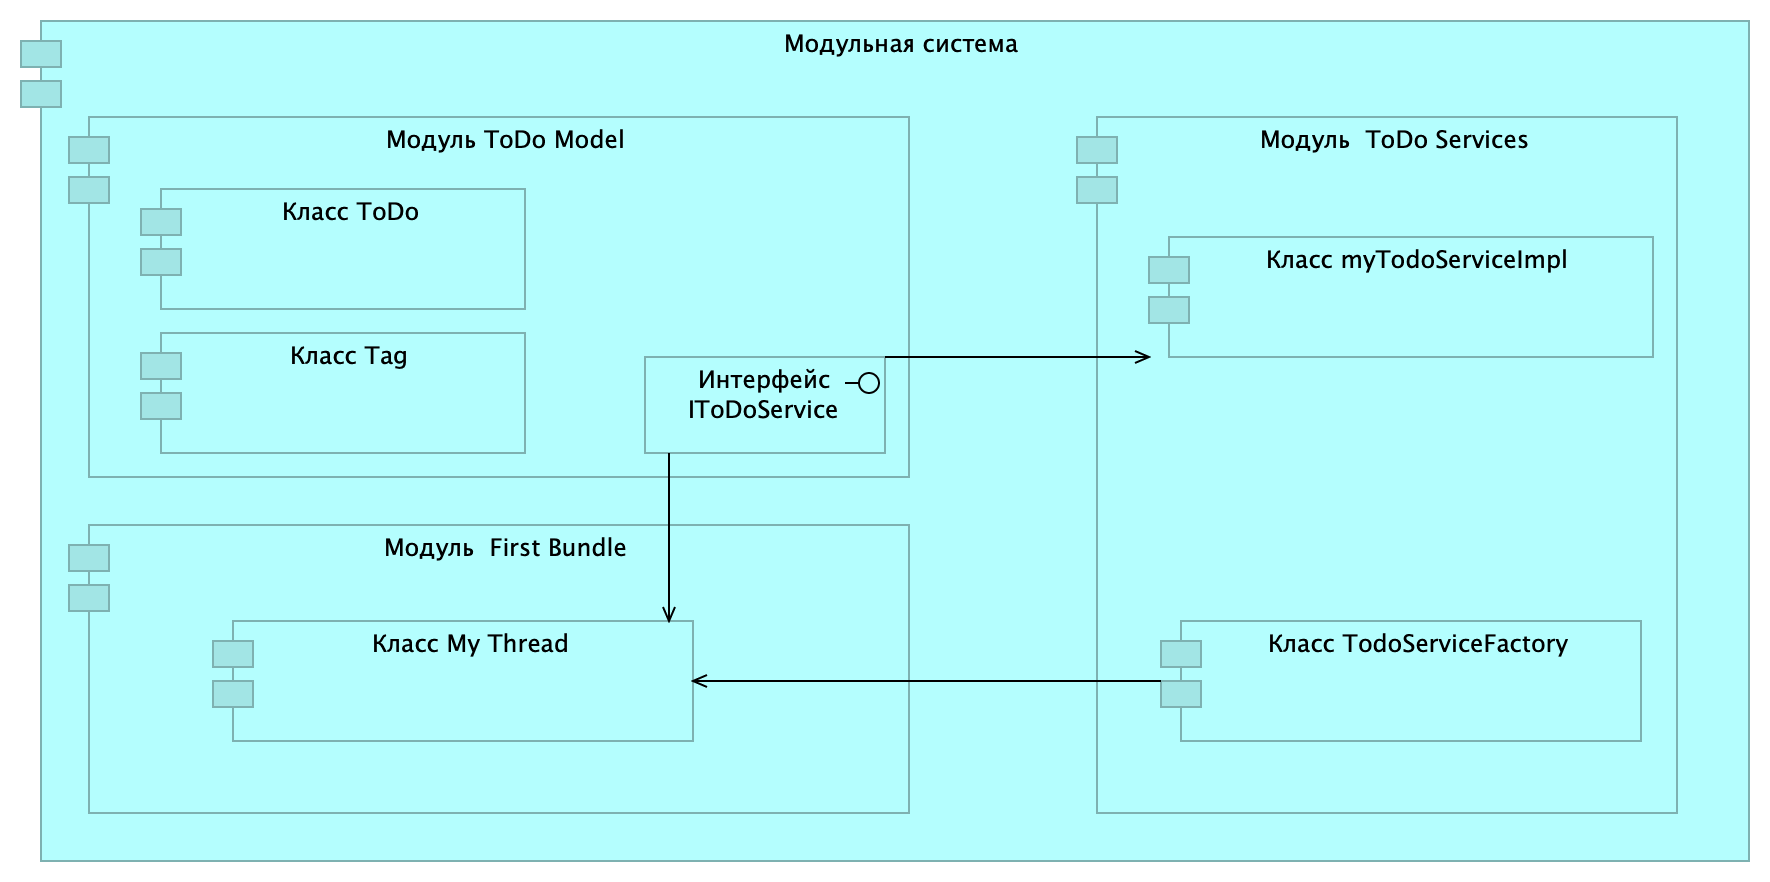 Модульная система
Модуль ToDo Model
Класс ToDo
Класс Tag
Интерфейс
IToDoService
Модуль  ToDo Services
Класс myTodoServiceImpl
Модуль  First Bundle
Класс My Thread
Класс TodoServiceFactory